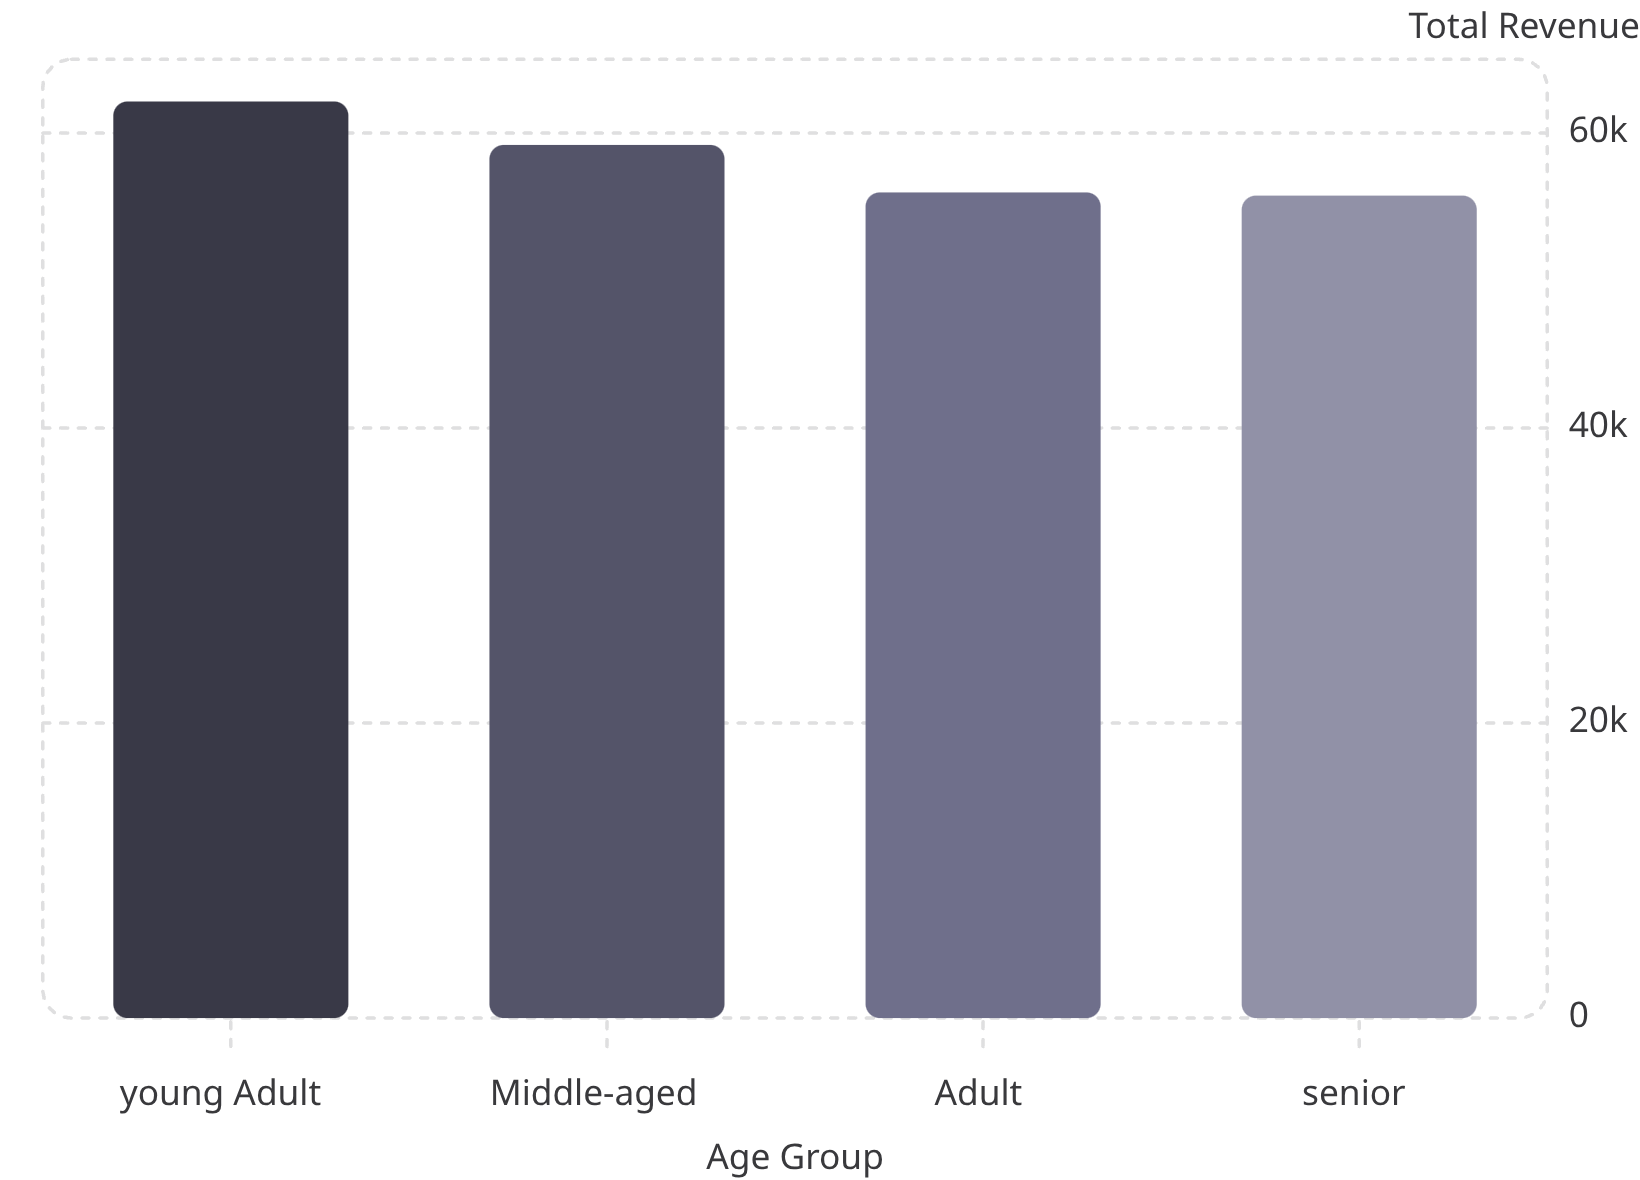 Total Revenue
60k
40k
20k
0
young Adult
Middle-aged
Adult
senior
Age Group